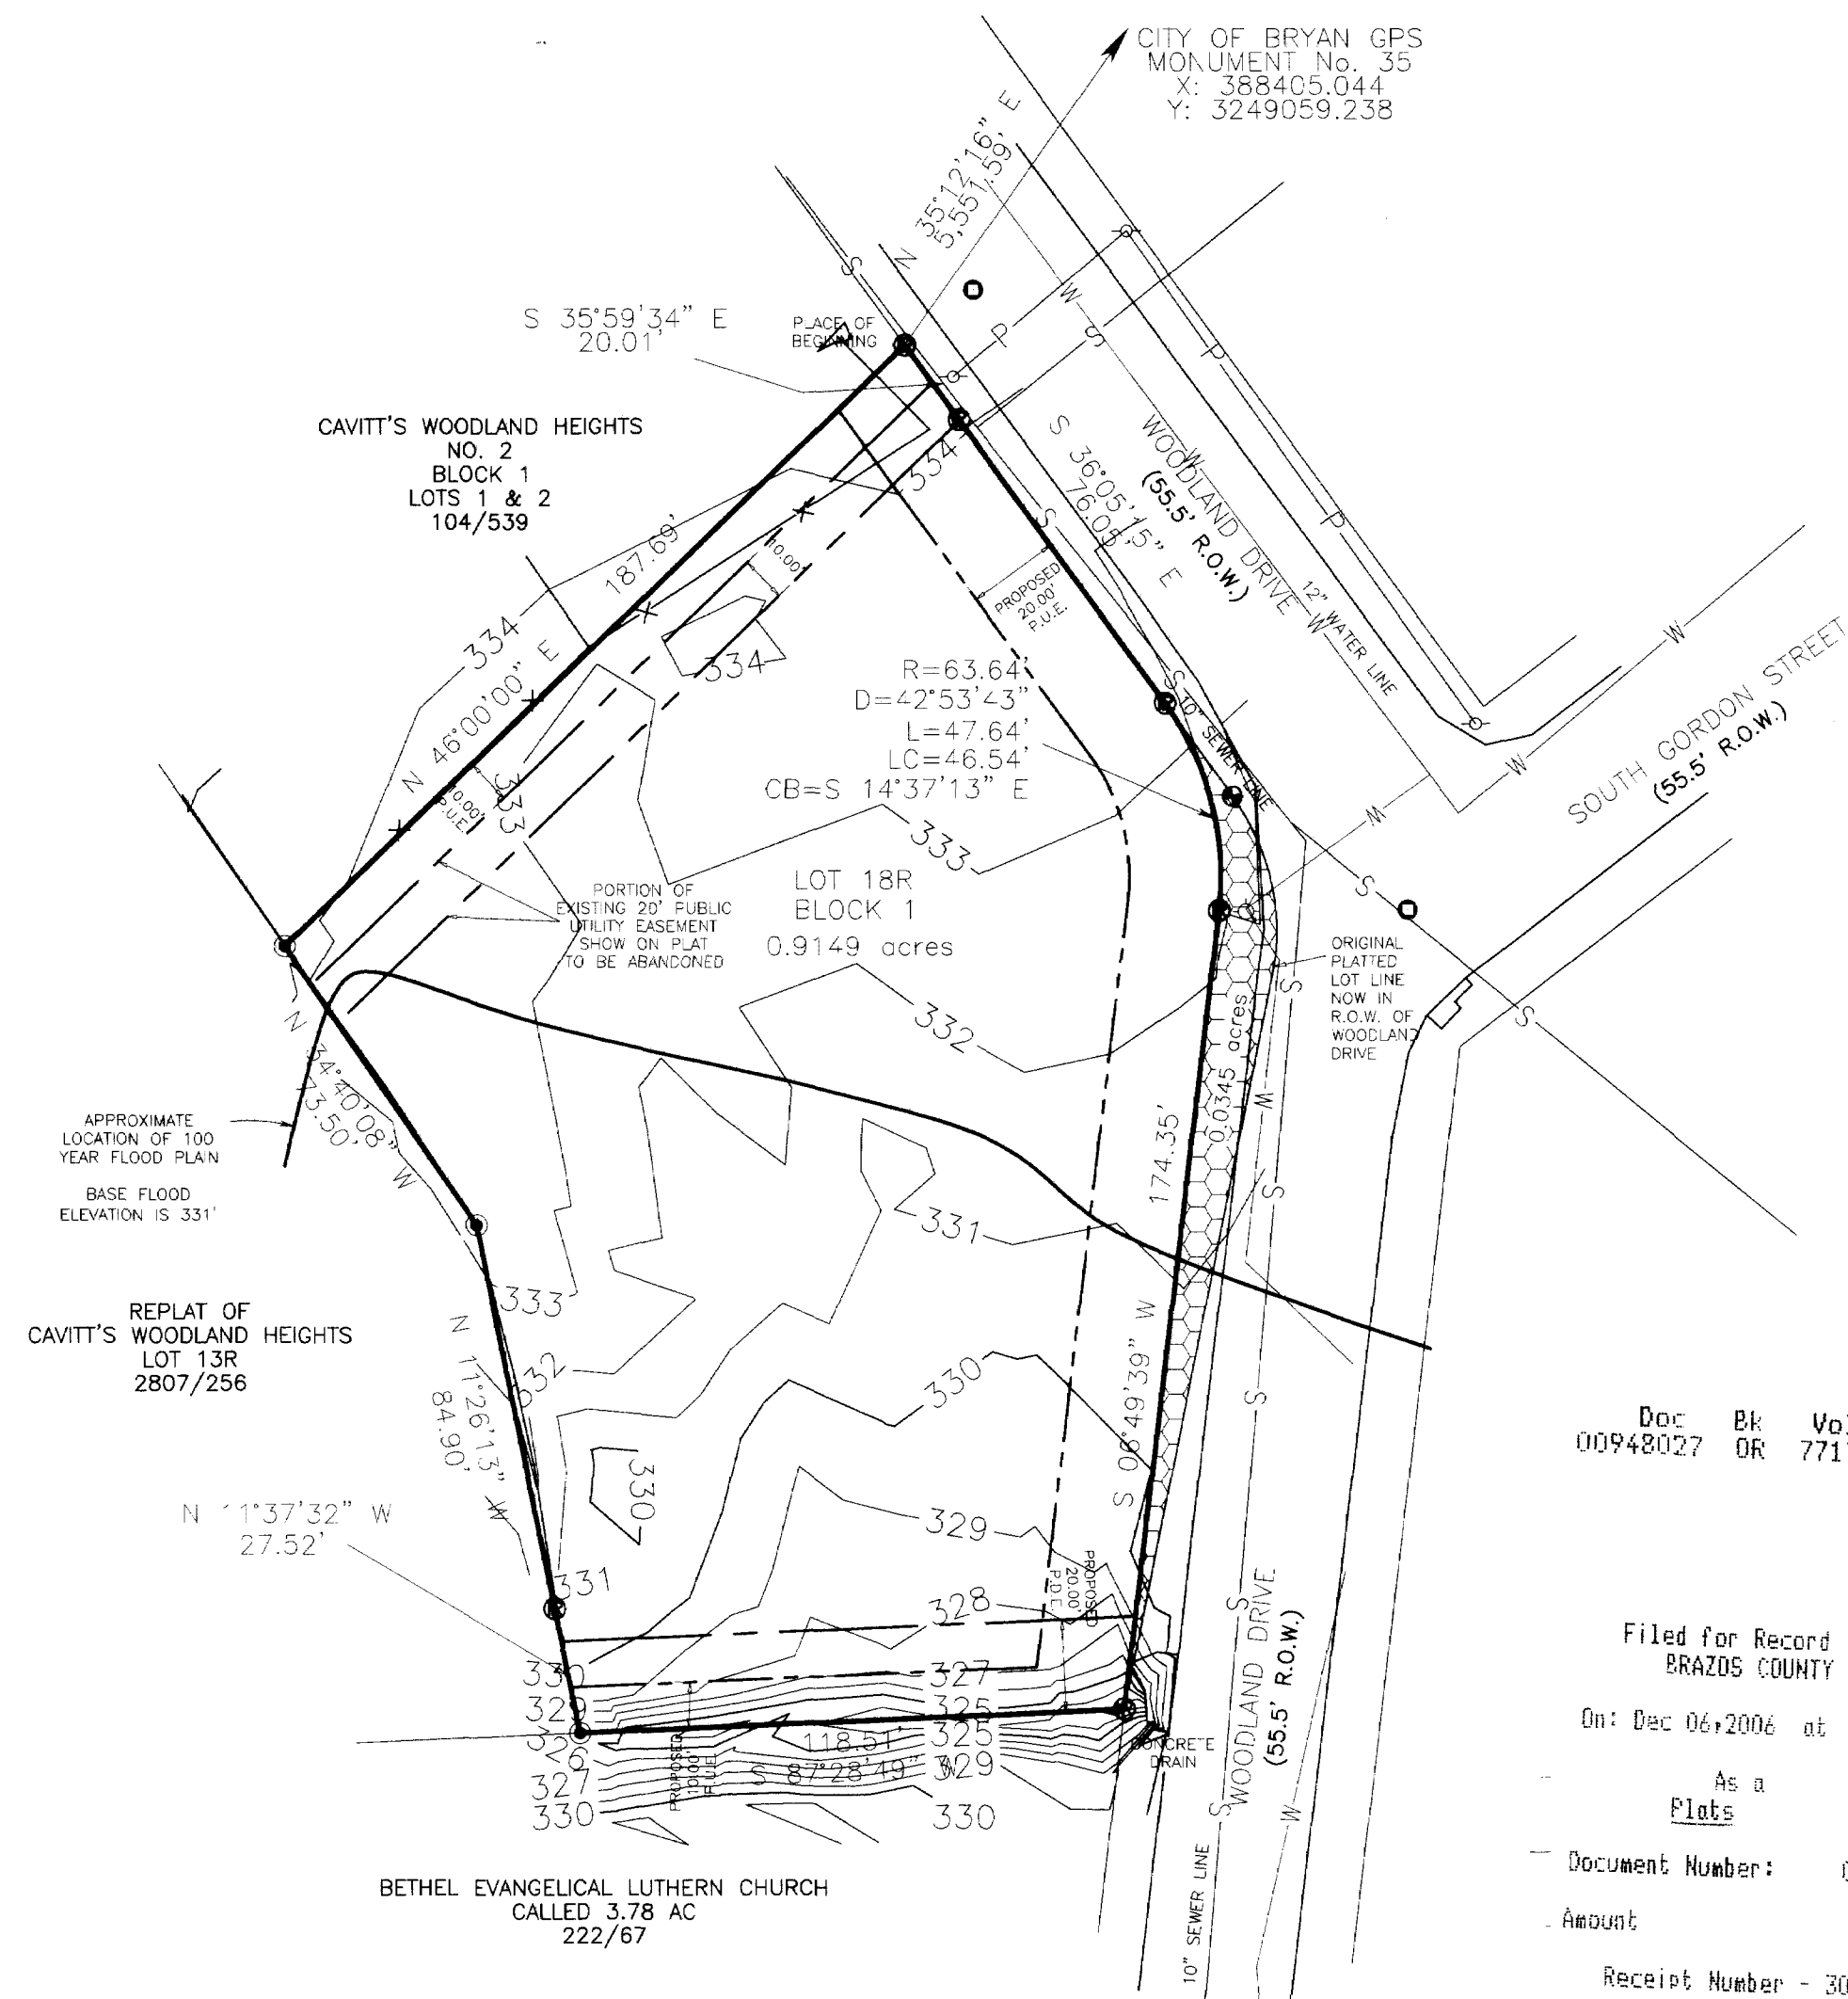 CITY OF BRYAN GPS
MONUMENT No. 35
X: 388405.044
Y: 3249059.238
N 35°12'16" E
5,551.59'
S 35°59'34" E
20.01'
PLACE OF
BEGINNING
CAVITT'S WOODLAND HEIGHTS
NO. 2
BLOCK 1
LOTS 1 & 2
104/539
187.69'
N 46°00'00" E
334
334
334
10.00'
10.00'
P.U.E.
333
S 36°05'15" E
76.05'
WOODLAND DRIVE
(55.5' R.O.W.)
12" WATER LINE
PROPOSED
20.00'
P.U.E.
SOUTH GORDON STREET
(55.5' R.O.W.)
R=63.64'
D=42°53'43"
L=47.64'
LC=46.54'
CB=S 14°37'13" E
10" SEWER LINE
333
LOT 18R
BLOCK 1
0.9149 acres
PORTION OF
EXISTING 20' PUBLIC
UTILITY EASEMENT
SHOW ON PLAT
TO BE ABANDONED
ORIGINAL
PLATTED
LOT LINE
NOW IN
R.O.W. OF
WOODLAND
DRIVE
332
0.0345 acres
N 34°40'08" W
73.50'
APPROXIMATE
LOCATION OF 100
YEAR FLOOD PLAIN
BASE FLOOD
ELEVATION IS 331'
174.35'
S 06°49'39" W
331
333
REPLAT OF
CAVITT'S WOODLAND HEIGHTS
LOT 13R
2807/256
N 11°26'13" W
84.90'
332
330
330
Doc Bk
00948027 OR
N 11°37'32" W
27.52'
329
331
328
PROPOSED
20.00'
P.D.E.
WOODLAND DRIVE
(55.5' R.O.W.)
Filed for Record
BRAZOS COUNTY
On: Dec 06,2006 at
As a
Plats
Document Number:
Amount
Receipt Number - 30
330
329
326
327
330
327
325
325
329
330
118.51'
S 87°28'49" W
PROPOSED
10.00'
P.U.E.
CONCRETE
DRAIN
10" SEWER LINE
BETHEL EVANGELICAL LUTHERN CHURCH
CALLED 3.78 AC
222/67
S
S
S
S
S
S
S
S
S
S
S
S
S
W
W
W
W
W
W
W
W
W
P
P
P